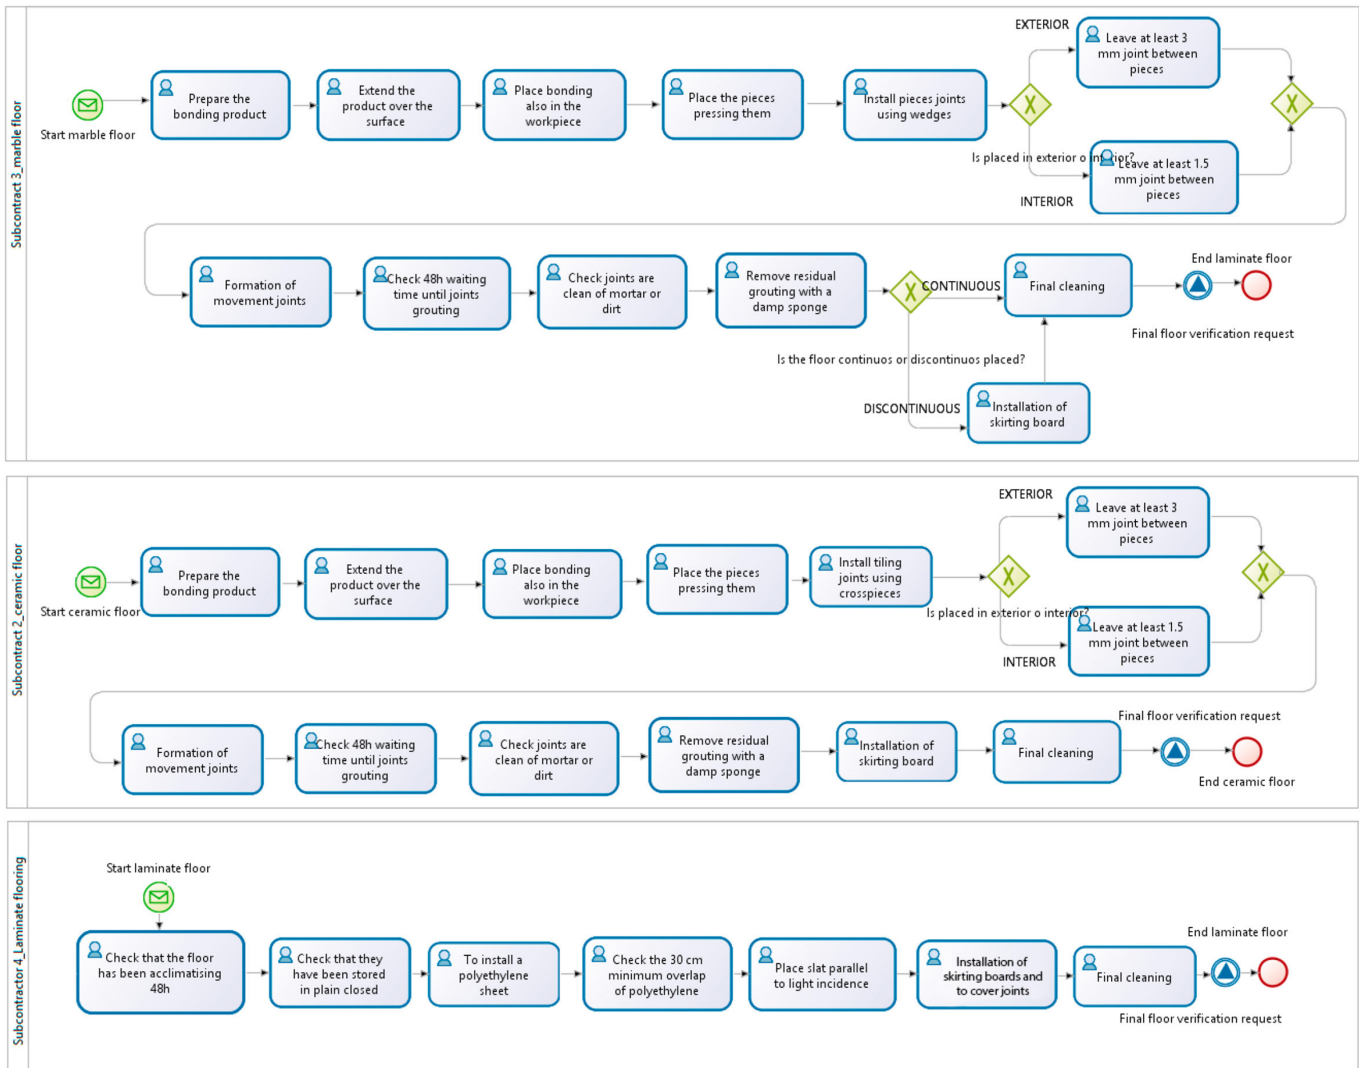 Subcontract 3_marble floor
Start marble floor
Prepare the
bonding product
Extend the
product over the
surface
Place bonding
also in the
workpiece
Place the pieces
pressing them
Install pieces joints
using wedges
Is placed in exterior o interior?
EXTERIOR
Leave at least 3
mm joint between
pieces
INTERIOR
Leave at least 1.5
mm joint between
pieces
Formation of
movement joints
Check 48h waiting
time until joints
grouting
Check joints are
clean of mortar or
dirt
Remove residual
grouting with a
damp sponge
Is the floor continuos or discontinuos placed?
CONTINUOUS
DISCONTINUOUS
Installation of
skirting board
Final cleaning
Final floor verification request
End laminate floor
Subcontract 2_ceramic floor
Start ceramic floor
Prepare the
bonding product
Extend the
product over the
surface
Place bonding
also in the
workpiece
Place the pieces
pressing them
Install tiling
joints using
crosspieces
Is placed in exterior o interior?
EXTERIOR
Leave at least 3
mm joint between
pieces
INTERIOR
Leave at least 1.5
mm joint between
pieces
Formation of
movement joints
Check 48h waiting
time until joints
grouting
Check joints are
clean of mortar or
dirt
Remove residual
grouting with a
damp sponge
Installation of
skirting board
Final cleaning
Final floor verification request
End ceramic floor
Subcontractor 4_Laminate flooring
Start laminate floor
Check that the floor
has been acclimatising
48h
Check that they
have been stored
in plain closed
To install a
polyethylene
sheet
Check the 30 cm
minimum overlap
of polyethylene
Place slat parallel
to light incidence
Installation of
skirting boards and
to cover joints
Final cleaning
End laminate floor
Final floor verification request